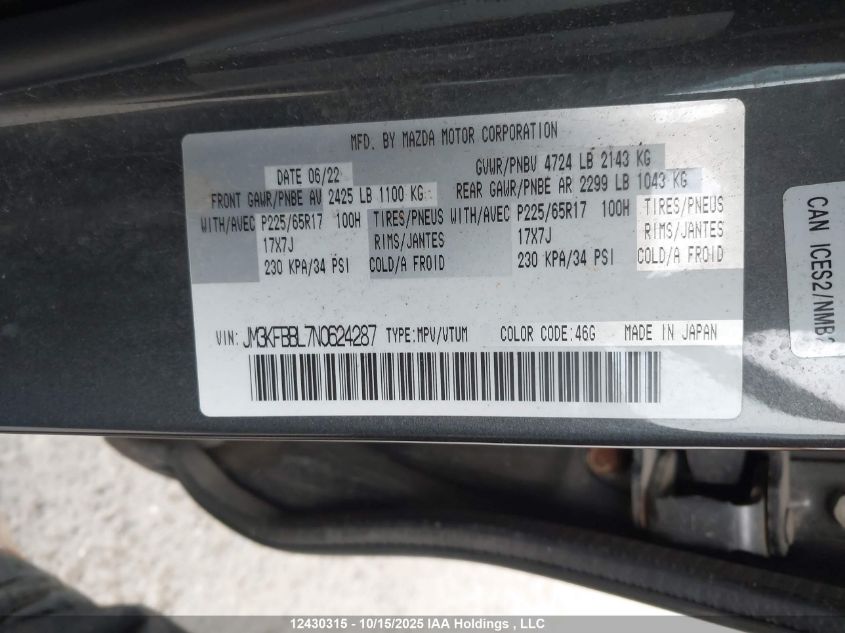 MFD. BY MAZDA MOTOR CORPORATION
DATE 06/22 GVWR/PNBV 4724 LB 2143 KG
FRONT GAWR/PNBE AV 2425 LB 1100 KG REAR GAWR/PNBE AR 2299 LB 1043 KG
WITH/AVEC P225/65R17 100H TIRES/PNEUS WITH/AVEC P225/65R17 100H TIRES/PNEUS
17X7J RIMS/JANTES 17X7J RIMS/JANTES
230 KPA/34 PSI COLD/A FROID 230 KPA/34 PSI COLD/A FROID
VIN: JM3KFBBL7N0624287 TYPE:MPV/VTUM COLOR CODE:46G MADE IN JAPAN
CAN ICES2/NMB
12430315 - 10/15/2025 IAA Holdings , LLC